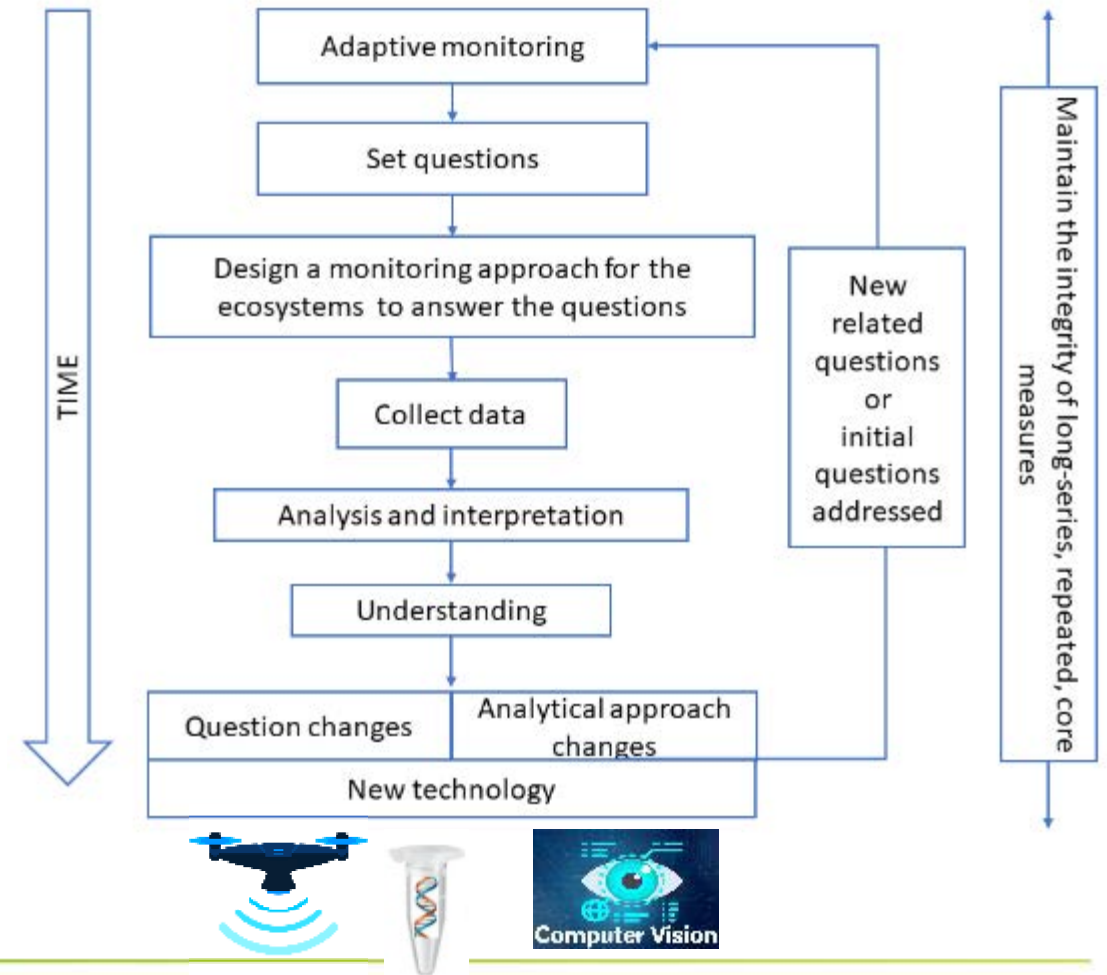 Adaptive monitoring
Set questions
Design a monitoring approach for the
ecosystems to answer the questions
Collect data
Analysis and interpretation
Understanding
Question changes
Analytical approach
changes
New technology
TIME
New
related
questions
or
initial
questions
addressed
Maintain the integrity of long-series, repeated, core
measures
Computer Vision